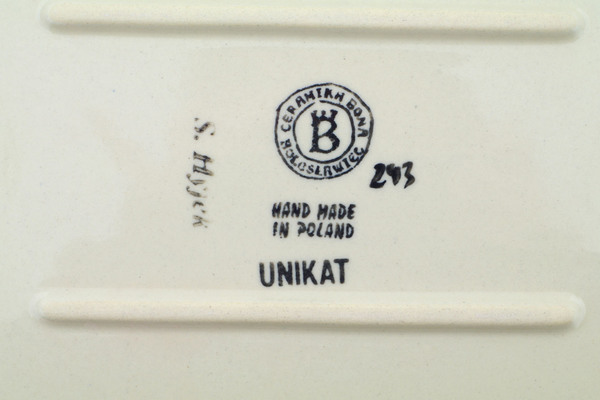 CERAMIKA BONA
BOLESŁAWIEC
B
293
HAND MADE
IN POLAND
UNIKAT
S.